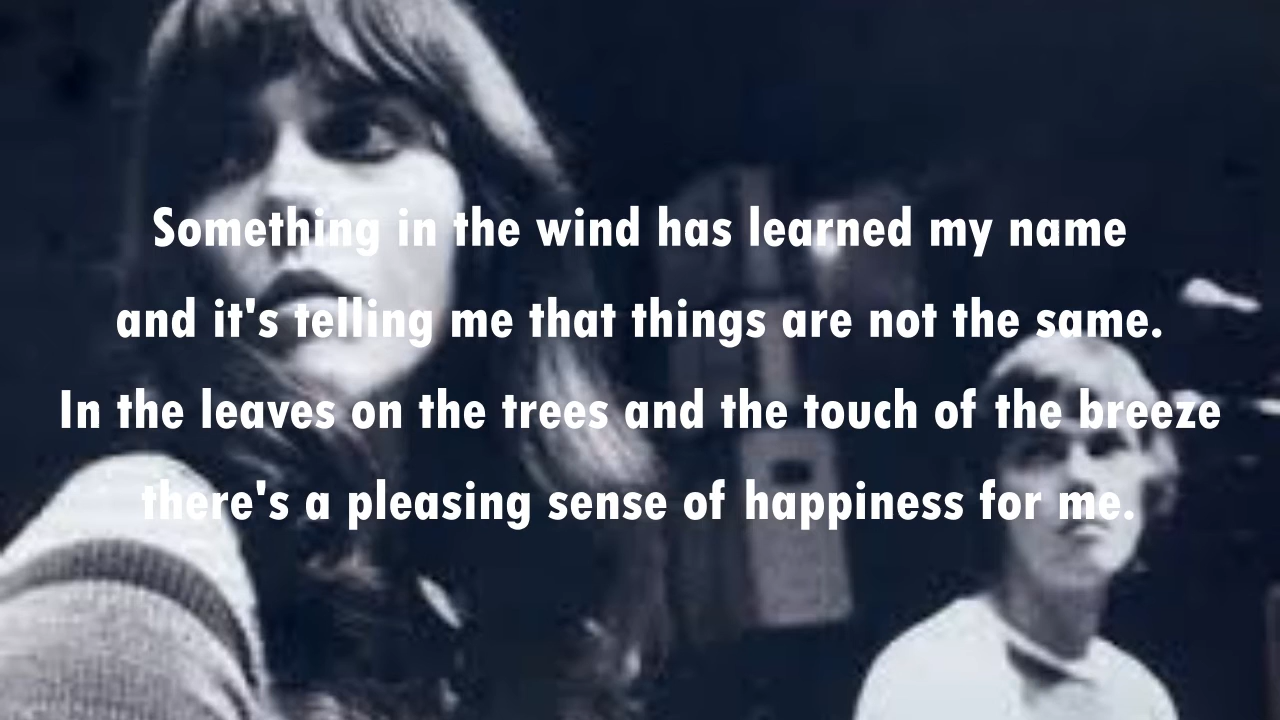 Something in the wind has learned my name
and it's telling me that things are not the same.
In the leaves on the trees and the touch of the breeze
there's a pleasing sense of happiness for me.